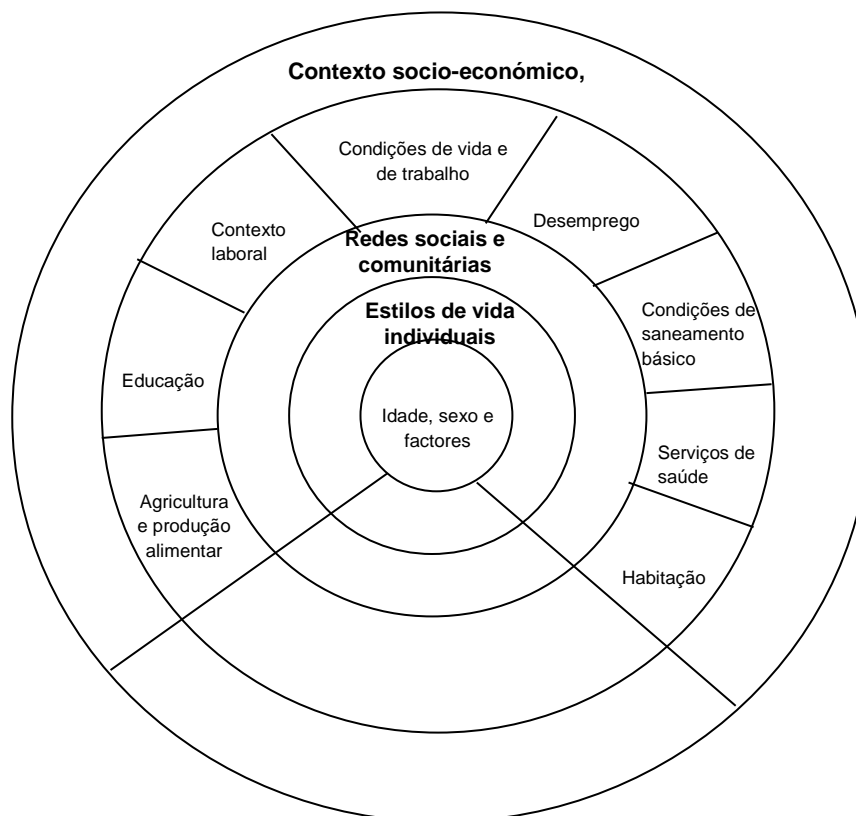 Contexto socio-económico,
Condições de vida e
de trabalho
Contexto
laboral
Desemprego
Redes sociais e
comunitárias
Educação
Estilos de vida
individuais
Condições de
saneamento
básico
Idade, sexo e
factores
Agricultura
e produção
alimentar
Serviços de
saúde
Habitação